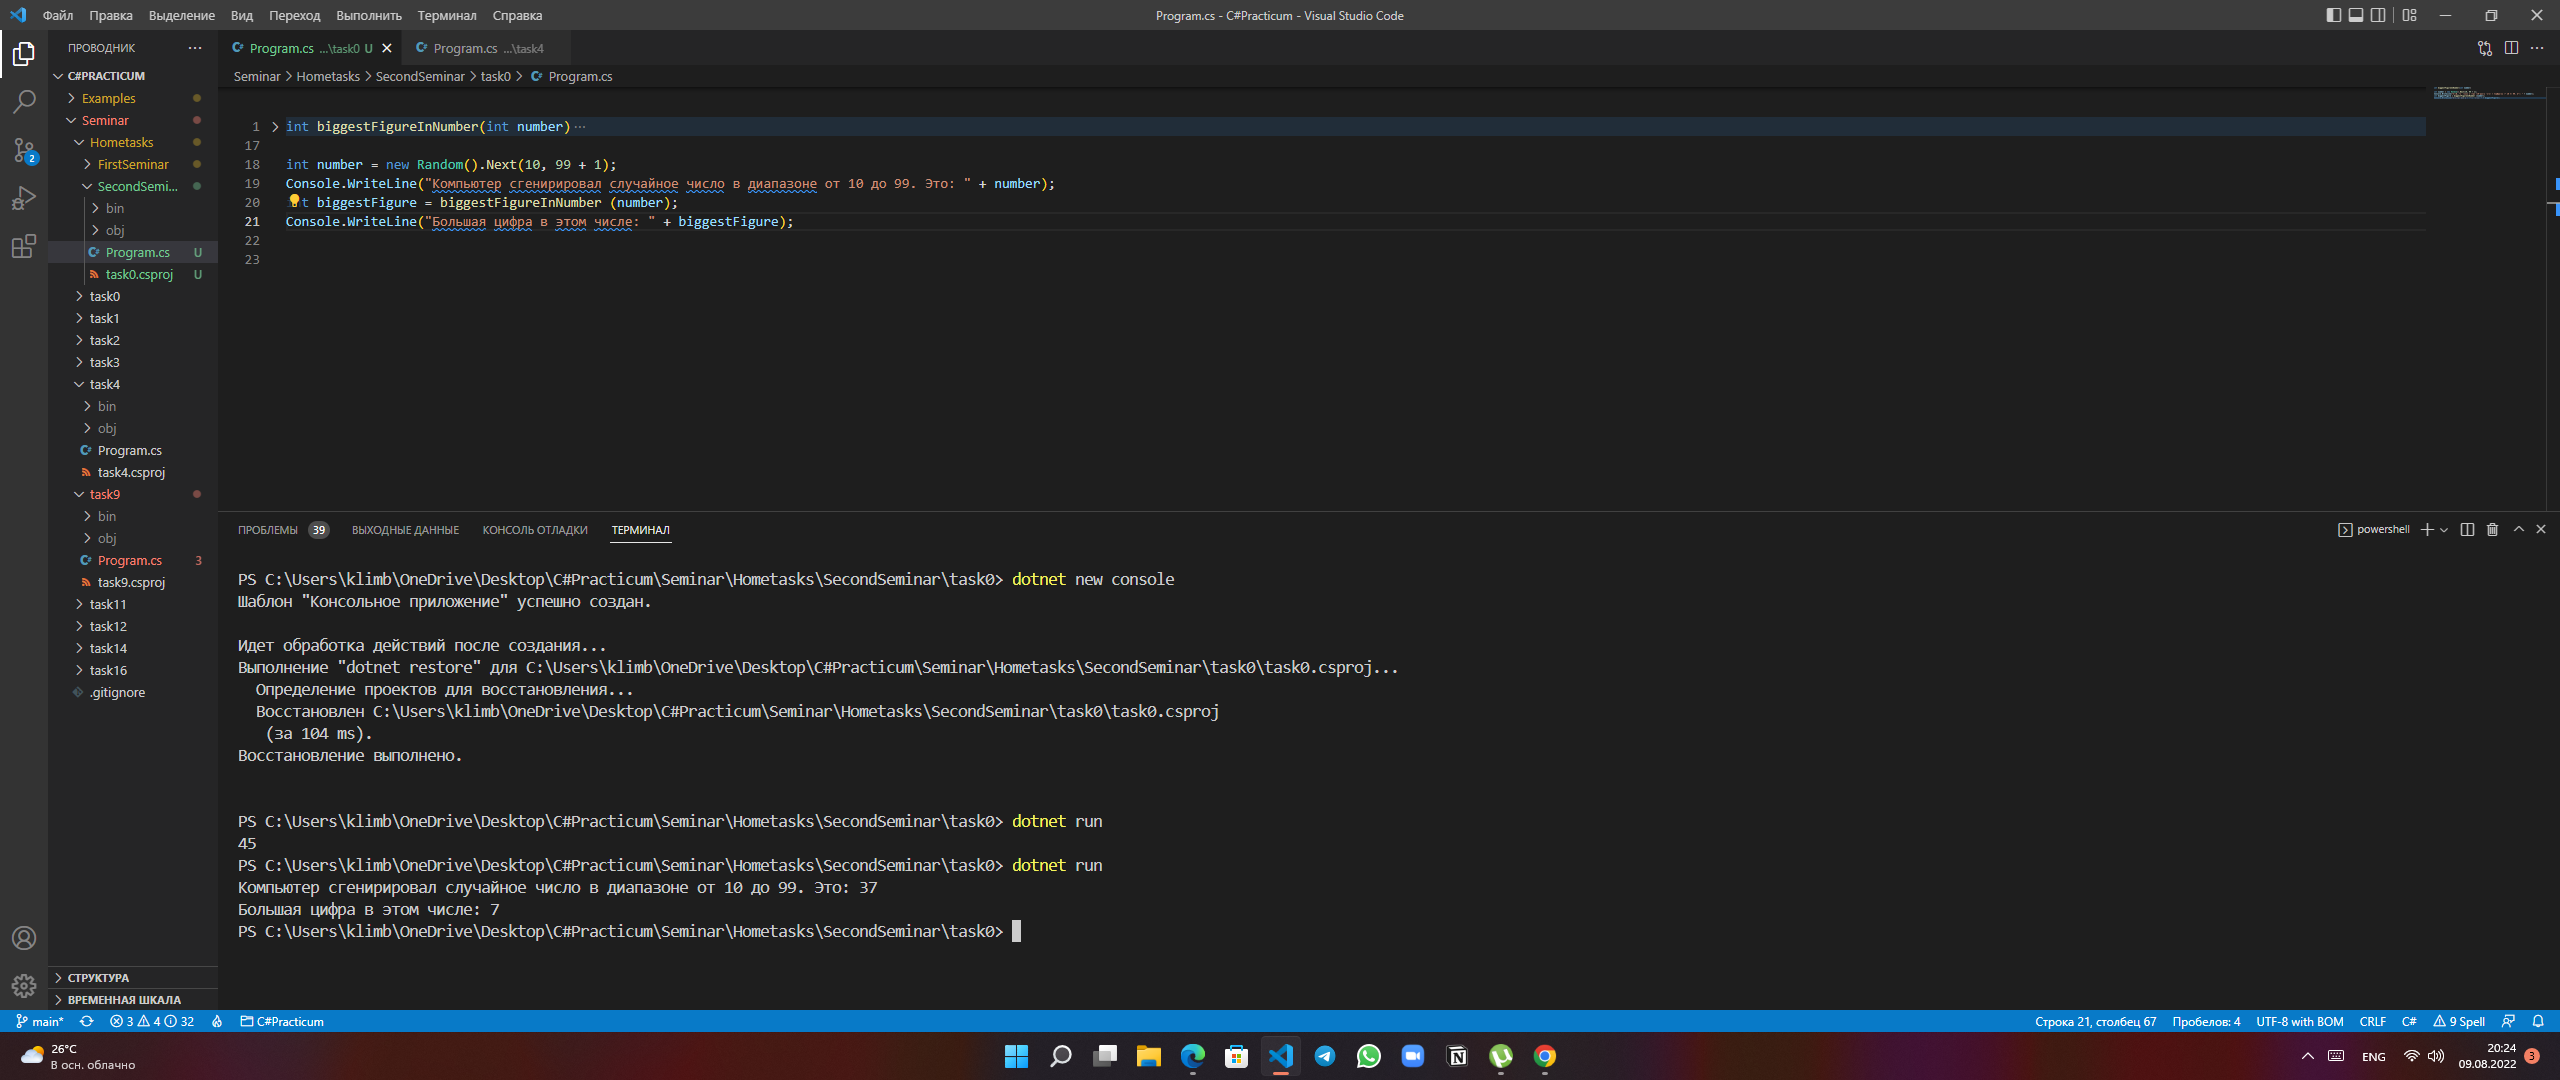 Файл Правка Выделение Вид Переход Выполнить Терминал Справка
Program.cs - C#Practicum - Visual Studio Code
ПРОВОДНИК
C#PRACTICUM
Examples
Seminar
Hometasks
FirstSeminar
SecondSemi...
bin
obj
Program.cs U
task0.csproj U
task0
task1
task2
task3
task4
bin
obj
Program.cs
task4.csproj
task9
bin
obj
Program.cs 3
task9.csproj
task11
task12
task14
task16
.gitignore
СТРУКТУРА
ВРЕМЕННАЯ ШКАЛА
2
Program.cs ...\task0 U
Program.cs ...\task4
Seminar > Hometasks > SecondSeminar > task0 > Program.cs
1 int biggestFigureInNumber(int number)···
17
18 int number = new Random().Next(10, 99 + 1);
19 Console.WriteLine("Компьютер сгенирировал случайное число в диапазоне от 10 до 99. Это: " + number);
20 t biggestFigure = biggestFigureInNumber (number);
21 Console.WriteLine("Большая цифра в этом числе: " + biggestFigure);
22
23
ПРОБЛЕМЫ 39 ВЫХОДНЫЕ ДАННЫЕ КОНСОЛЬ ОТЛАДКИ ТЕРМИНАЛ
powershell
PS C:\Users\klimb\OneDrive\Desktop\C#Practicum\Seminar\Hometasks\SecondSeminar\task0> dotnet new console
Шаблон "Консольное приложение" успешно создан.
Идет обработка действий после создания...
Выполнение "dotnet restore" для C:\Users\klimb\OneDrive\Desktop\C#Practicum\Seminar\Hometasks\SecondSeminar\task0\task0.csproj...
Определение проектов для восстановления...
Восстановлен C:\Users\klimb\OneDrive\Desktop\C#Practicum\Seminar\Hometasks\SecondSeminar\task0\task0.csproj
(за 104 ms).
Восстановление выполнено.
PS C:\Users\klimb\OneDrive\Desktop\C#Practicum\Seminar\Hometasks\SecondSeminar\task0> dotnet run
45
PS C:\Users\klimb\OneDrive\Desktop\C#Practicum\Seminar\Hometasks\SecondSeminar\task0> dotnet run
Компьютер сгенирировал случайное число в диапазоне от 10 до 99. Это: 37
Большая цифра в этом числе: 7
PS C:\Users\klimb\OneDrive\Desktop\C#Practicum\Seminar\Hometasks\SecondSeminar\task0>
main* 3 4 32 C#Practicum
Строка 21, столбец 67 Пробелов: 4 UTF-8 with BOM CRLF C# 9 Spell
26°C
В осн. облачно
ENG
20:24
09.08.2022
3